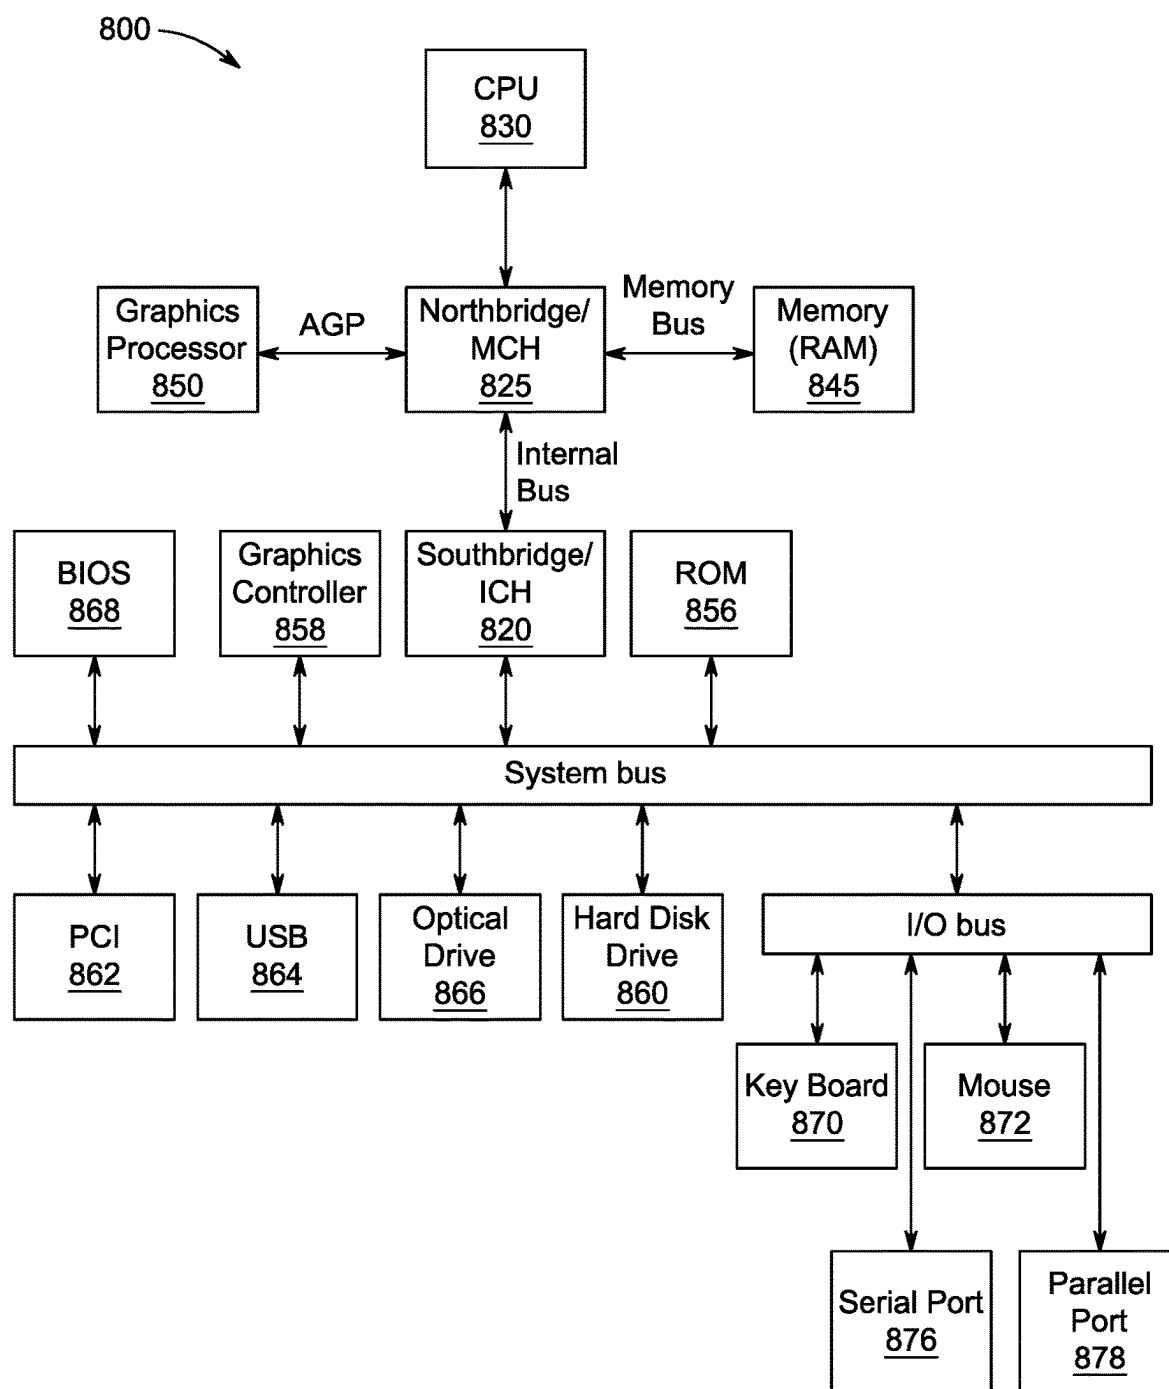 800
CPU
830
Graphics
Processor
850
AGP
Northbridge/
MCH
825
Memory
Bus
Memory
(RAM)
845
Internal
Bus
BIOS
868
Graphics
Controller
858
Southbridge/
ICH
820
ROM
856
System bus
PCI
862
USB
864
Optical
Drive
866
Hard Disk
Drive
860
I/O bus
Key Board
870
Mouse
872
Serial Port
876
Parallel
Port
878